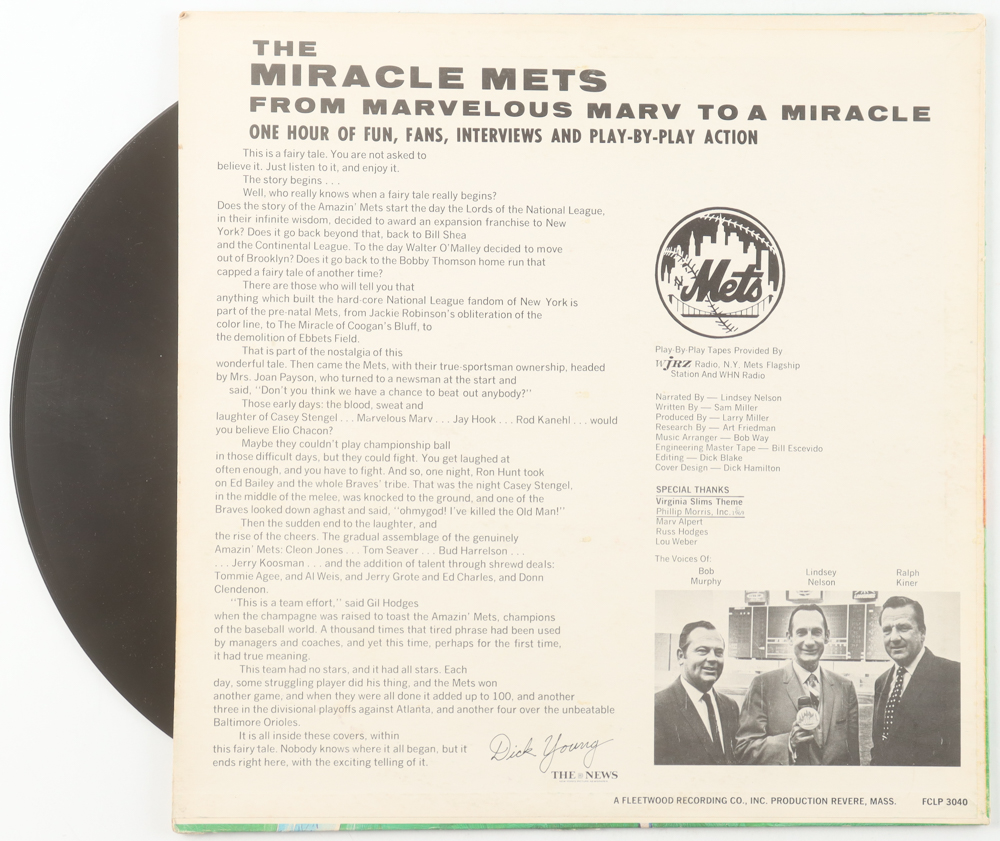 THE
MIRACLE METS
FROM MARVELOUS MARV TO A MIRACLE
ONE HOUR OF FUN, FANS, INTERVIEWS AND PLAY-BY-PLAY ACTION
This is a fairy tale. You are not asked to
believe it. Just listen to it, and enjoy it.
The story begins . . .
Well, who really knows when a fairy tale really begins?
Does the story of the Amazin' Mets start the day the Lords of the National League,
in their infinite wisdom, decided to award an expansion franchise to New
York? Does it go back beyond that, back to Bill Shea
and the Continental League. To the day Walter O'Malley decided to move
out of Brooklyn? Does it go back to the Bobby Thomson home run that
capped a fairy tale of another time?
There are those who will tell you that
anything which built the hard-core National League fandom of New York is
part of the pre-natal Mets, from Jackie Robinson's obliteration of the
color line, to The Miracle of Coogan's Bluff, to
the demolition of Ebbets Field.
That is part of the nostalgia of this
wonderful tale. Then came the Mets, with their true-sportsman ownership, headed
by Mrs. Joan Payson, who turned to a newsman at the start and
said, "Don't you think we have a chance to beat out anybody?"
Those early days: the blood, sweat and
laughter of Casey Stengel . . . Marvelous Marv . . . Jay Hook . . . Rod Kanehl . . . would
you believe Elio Chacon?
Maybe they couldn't play championship ball
in those difficult days, but they could fight. You get laughed at
often enough, and you have to fight. And so, one night, Ron Hunt took
on Ed Bailey and the whole Braves' tribe. That was the night Casey Stengel,
in the middle of the melee, was knocked to the ground, and one of the
Braves looked down aghast and said, "ohmygod! I've killed the Old Man!"
Then the sudden end to the laughter, and
the rise of the cheers. The gradual assemblage of the genuinely
Amazin' Mets: Cleon Jones . . . Tom Seaver . . . Bud Harrelson . . .
. . . Jerry Koosman . . . and the addition of talent through shrewd deals:
Tommie Agee, and Al Weis, and Jerry Grote and Ed Charles, and Donn
Clendenon.
"This is a team effort," said Gil Hodges
when the champagne was raised to toast the Amazin' Mets, champions
of the baseball world. A thousand times that tired phrase had been used
by managers and coaches, and yet this time, perhaps for the first time,
it had true meaning.
This team had no stars, and it had all stars. Each
day, some struggling player did his thing, and the Mets won
another game, and when they were all done it added up to 100, and another
three in the divisional playoffs against Atlanta, and another four over the unbeatable
Baltimore Orioles.
It is all inside these covers, within
this fairy tale. Nobody knows where it all began, but it
ends right here, with the exciting telling of it.
Dick Young
THE NEWS
Mets
Play-By-Play Tapes Provided By
WJRZ Radio, N.Y. Mets Flagship
Station And WHN Radio
Narrated By — Lindsey Nelson
Written By — Sam Miller
Produced By — Larry Miller
Research By — Art Friedman
Music Arranger — Bob Way
Engineering Master Tape — Bill Escevido
Editing — Dick Blake
Cover Design — Dick Hamilton
SPECIAL THANKS
Virginia Slims Theme
Phillip Morris, Inc. 1969
Marv Alpert
Russ Hodges
Lou Weber
The Voices Of:
Bob Murphy
Lindsey Nelson
Ralph Kiner
A FLEETWOOD RECORDING CO., INC. PRODUCTION REVERE, MASS. FCLP 3040